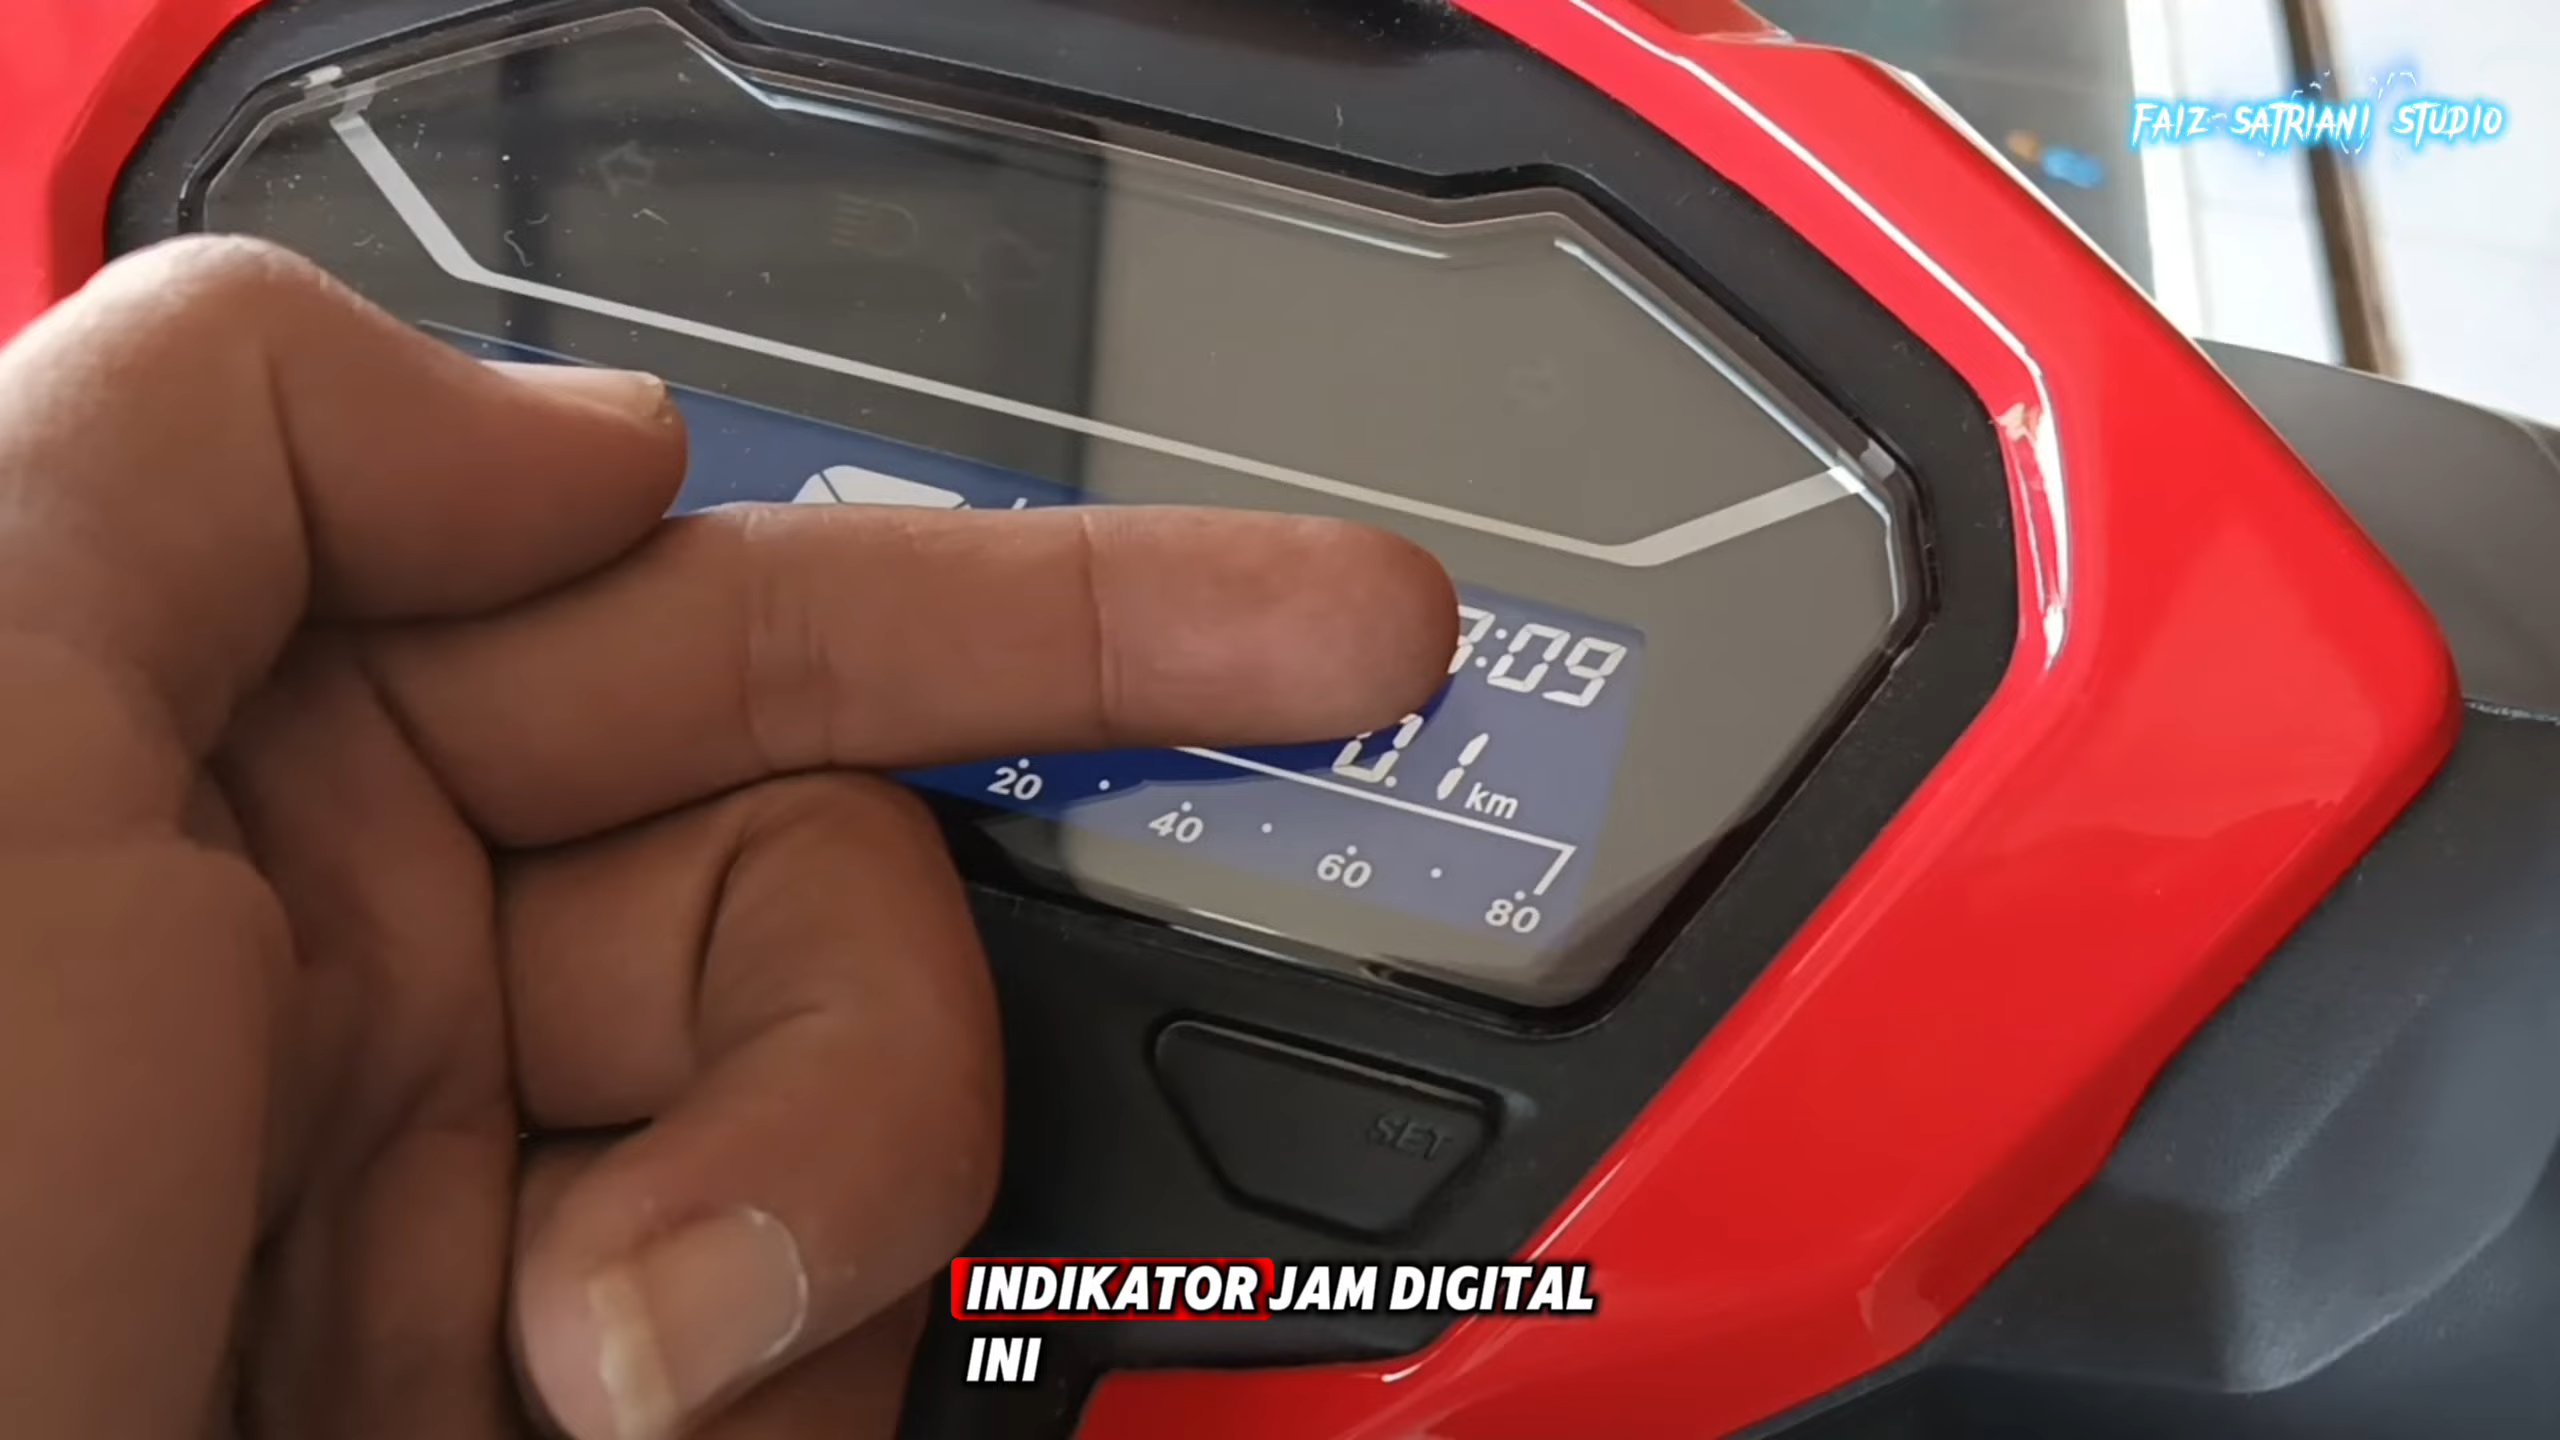 FAIZ-SATRIANI STUDIO
:09
0.1 km
20
40
60
80
SET
INDIKATOR JAM DIGITAL
INI